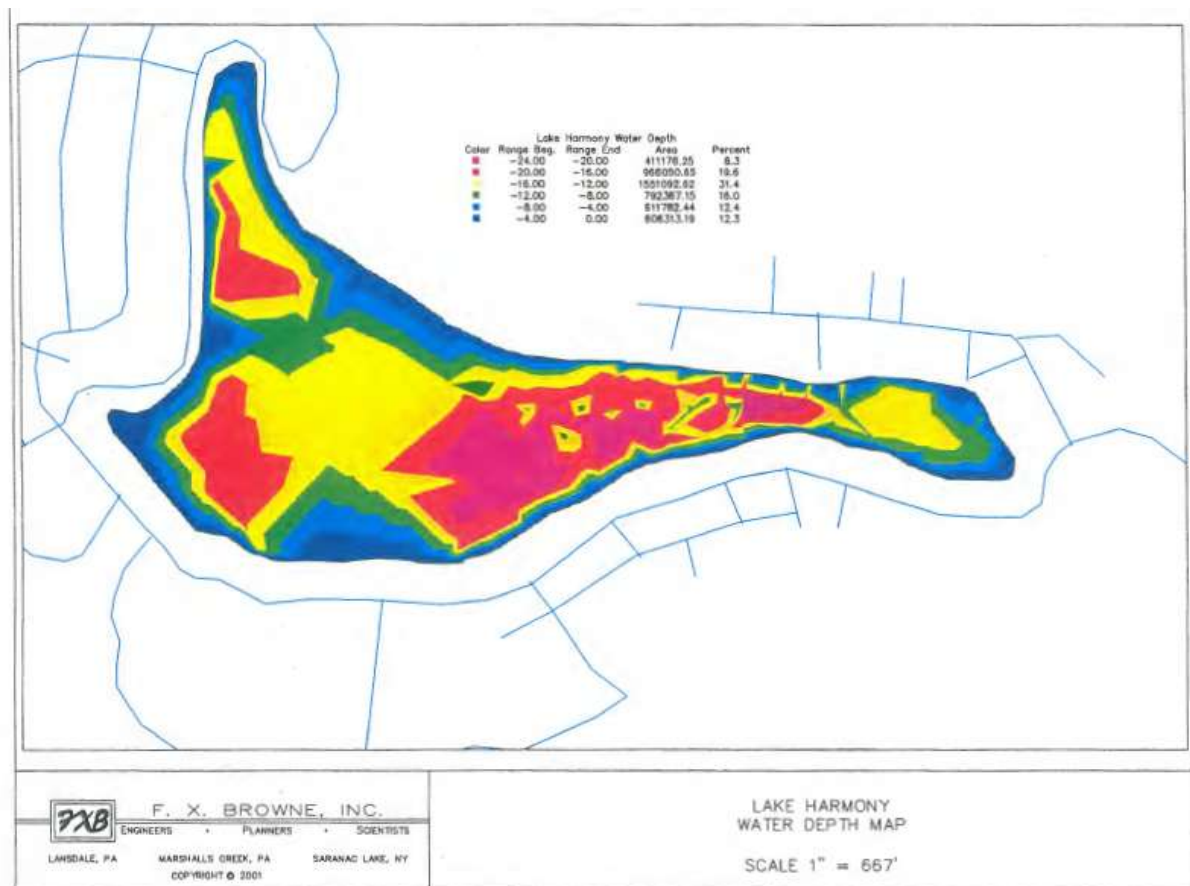 Lake Harmony Water Depth
Color Range Beg. Range End Area Percent
-24.00 -20.00 411176.25 8.3
-20.00 -16.00 966050.65 19.6
-16.00 -12.00 1551092.62 31.4
-12.00 -8.00 792367.15 16.0
-8.00 -4.00 611782.44 12.4
-4.00 0.00 606313.19 12.3
FXB
F. X. BROWNE, INC.
ENGINEERS • PLANNERS • SCIENTISTS
LANSDALE, PA MARSHALLS CREEK, PA SARANAC LAKE, NY
COPYRIGHT © 2001
LAKE HARMONY
WATER DEPTH MAP
SCALE 1" = 667'